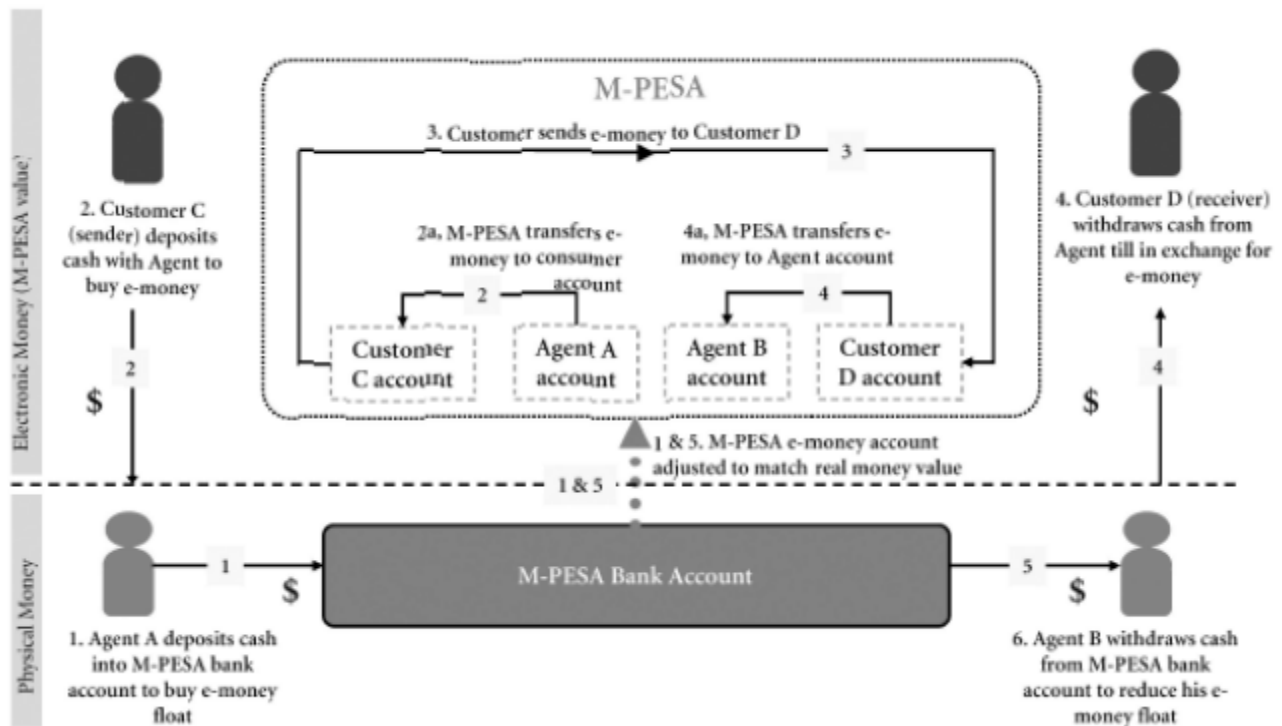 Electronic Money (M-PESA value)
M-PESA
3. Customer sends e-money to Customer D
3
2. Customer C
(sender) deposits
cash with Agent to
buy e-money
2a, M-PESA transfers e-
money to consumer
account
4a, M-PESA transfers e-
money to Agent account
4. Customer D (receiver)
withdraws cash from
Agent till in exchange for
e-money
2
4
Customer
C account
Agent A
account
Agent B
account
Customer
D account
2
$
$
4
1 & 5. M-PESA e-money account
adjusted to match real money value
1 & 5
Physical Money
1
$
M-PESA Bank Account
5
$
1. Agent A deposits cash
into M-PESA bank
account to buy e-money
float
6. Agent B withdraws cash
from M-PESA bank
account to reduce his e-
money float